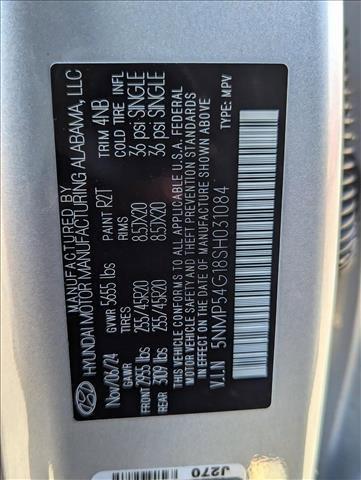 MANUFACTURED BY
HYUNDAI MOTOR MANUFACTURING ALABAMA, LLC
Nov/06/24 GVWR 5655 lbs PAINT R2T TRIM 4NB
GAWR TIRES RIMS COLD TIRE INFL
FRONT 2955 lbs 255/45R20 8.5JX20 36 psi SINGLE
REAR 3109 lbs 255/45R20 8.5JX20 36 psi SINGLE
THIS VEHICLE CONFORMS TO ALL APPLICABLE U.S.A. FEDERAL
MOTOR VEHICLE SAFETY AND BUMPER STANDARDS, AND
THEFT PREVENTION STANDARDS IN EFFECT
ON THE DATE OF MANUFACTURE SHOWN ABOVE
V.I.N 5NMP54G18SH031084 TYPE: MPV
J270